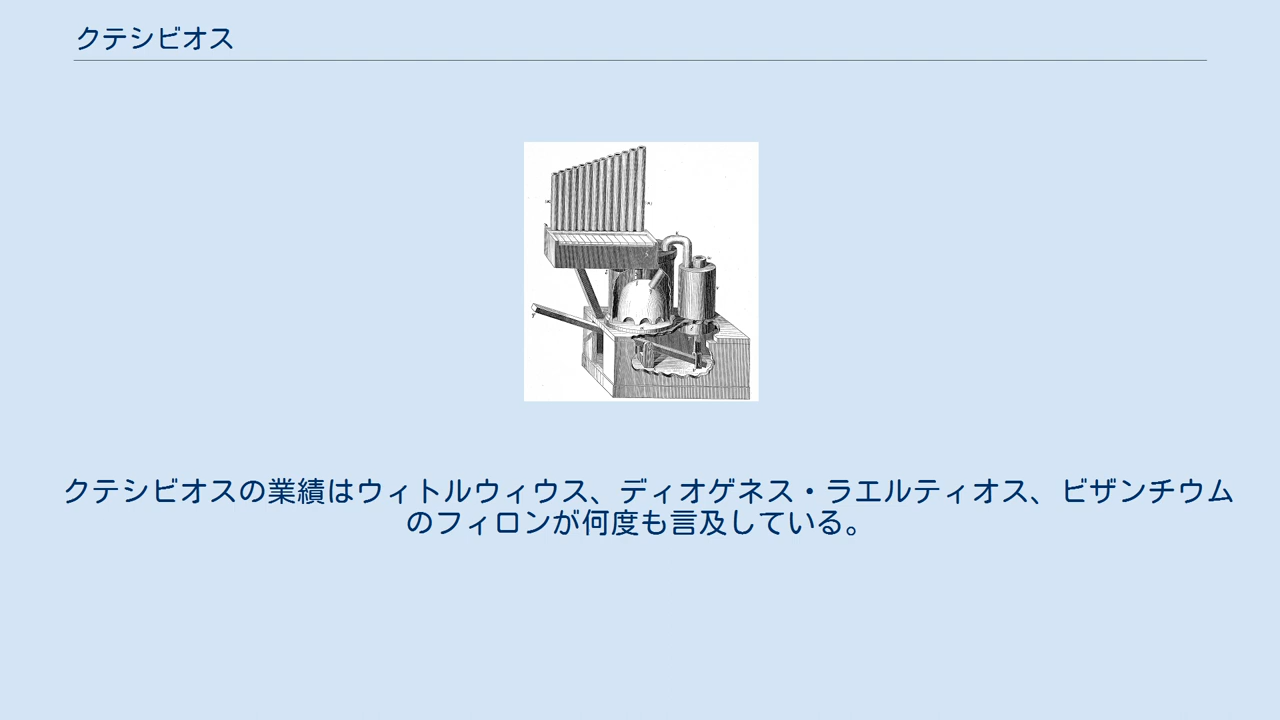 クテシビオス
クテシビオスの業績はウィトルウィウス、ディオゲネス・ラエルティオス、ビザンチウム
のフィロンが何度も言及している。